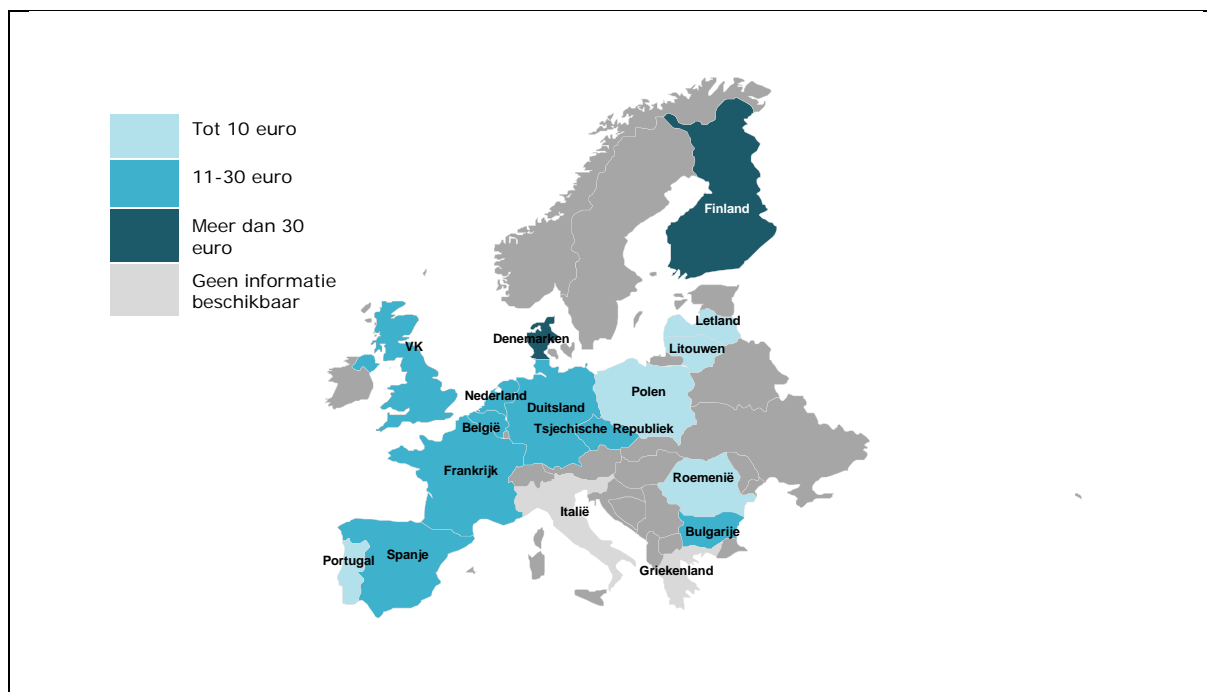 Tot 10 euro
11-30 euro
Meer dan 30
euro
Geen informatie
beschikbaar
Finland
Letland
Denemarken
VK
Litouwen
Nederland
Polen
Duitsland
België
Tsjechische Republiek
Frankrijk
Roemenië
Italië
Bulgarije
Portugal
Spanje
Griekenland